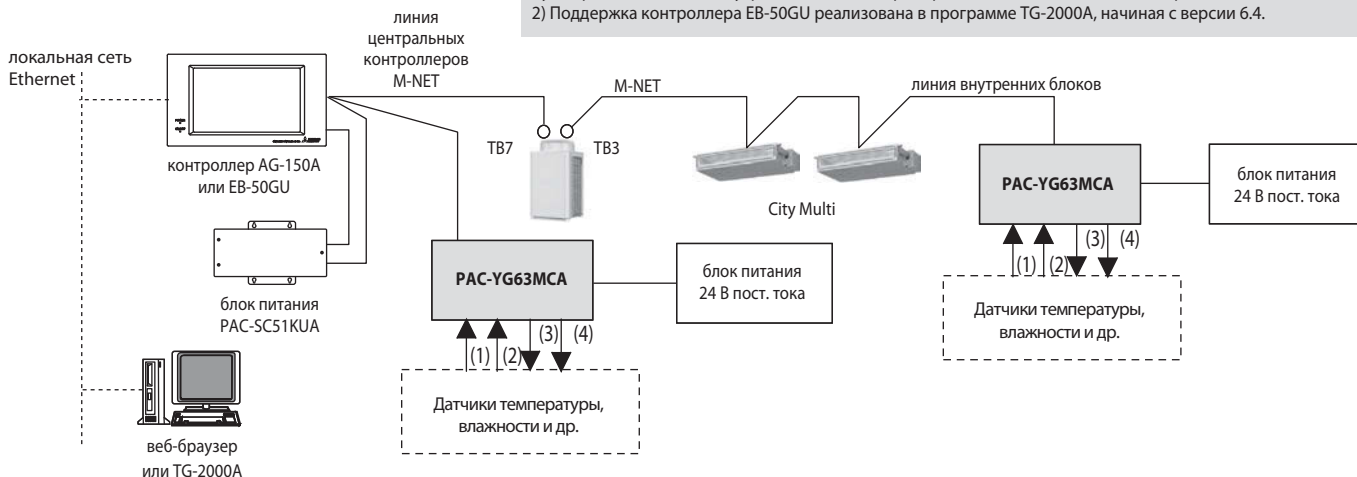 2) Поддержка контроллера EB-50GU реализована в программе TG-2000A, начиная с версии 6.4.
линия
центральных
контроллеров
M-NET
локальная сеть
Ethernet
M-NET
линия внутренних блоков
TB7
TB3
контроллер AG-150A
или EB-50GU
City Multi
PAC-YG63MCA
блок питания
24 В пост. тока
(1)
(2)
(3)
(4)
Датчики температуры,
влажности и др.
PAC-YG63MCA
блок питания
24 В пост. тока
(1)
(2)
(3)
(4)
Датчики температуры,
влажности и др.
блок питания
PAC-SC51KUA
веб-браузер
или TG-2000A